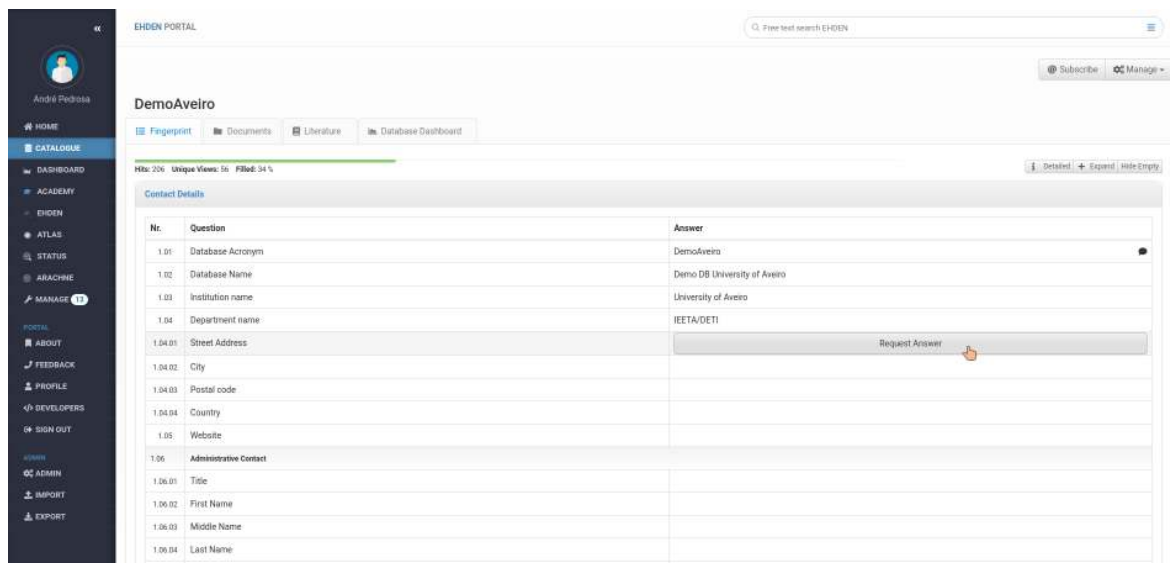 «
EHDEN PORTAL
Free text search EHDEN
Subscribe
Manage
André Pedrosa
DemoAveiro
HOME
CATALOGUE
DASHBOARD
ACADEMY
EHDEN
ATLAS
STATUS
ARACHNE
MANAGE 13
PORTAL
ABOUT
FEEDBACK
PROFILE
DEVELOPERS
SIGN OUT
ADMIN
ADMIN
IMPORT
EXPORT
Fingerprint Documents Literature Database Dashboard
Hits: 206 Unique Views: 56 Filled: 34 %
Detailed Expand Hide Empty
Contact Details
Nr. Question Answer
1.01 Database Acronym DemoAveiro
1.02 Database Name Demo DB University of Aveiro
1.03 Institution name University of Aveiro
1.04 Department name IEETA/DETI
1.04.01 Street Address Request Answer
1.04.02 City
1.04.03 Postal code
1.04.04 Country
1.05 Website
1.06 Administrative Contact
1.06.01 Title
1.06.02 First Name
1.06.03 Middle Name
1.06.04 Last Name